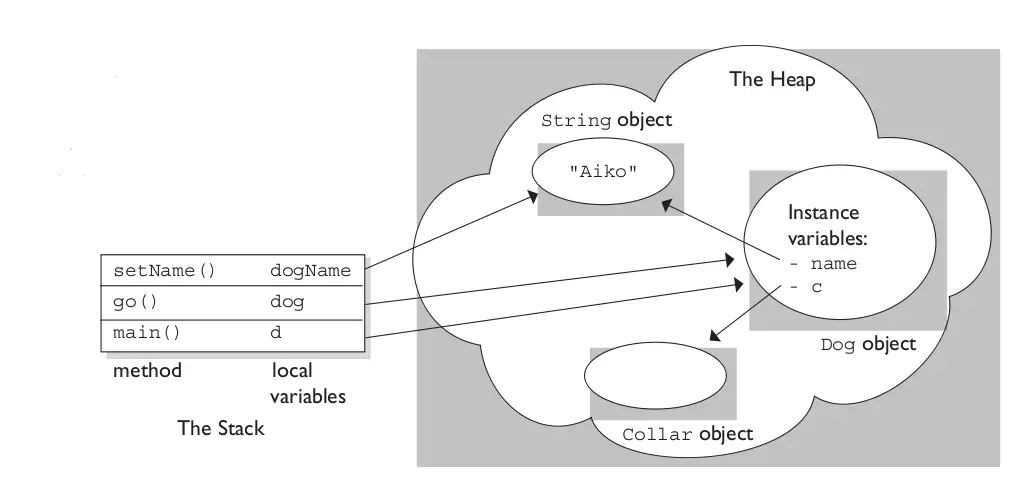 The Heap
String object
"Aiko"
Instance
variables:
- name
- c
Dog object
Collar object
setName() dogName
go() dog
main() d
method local
variables
The Stack